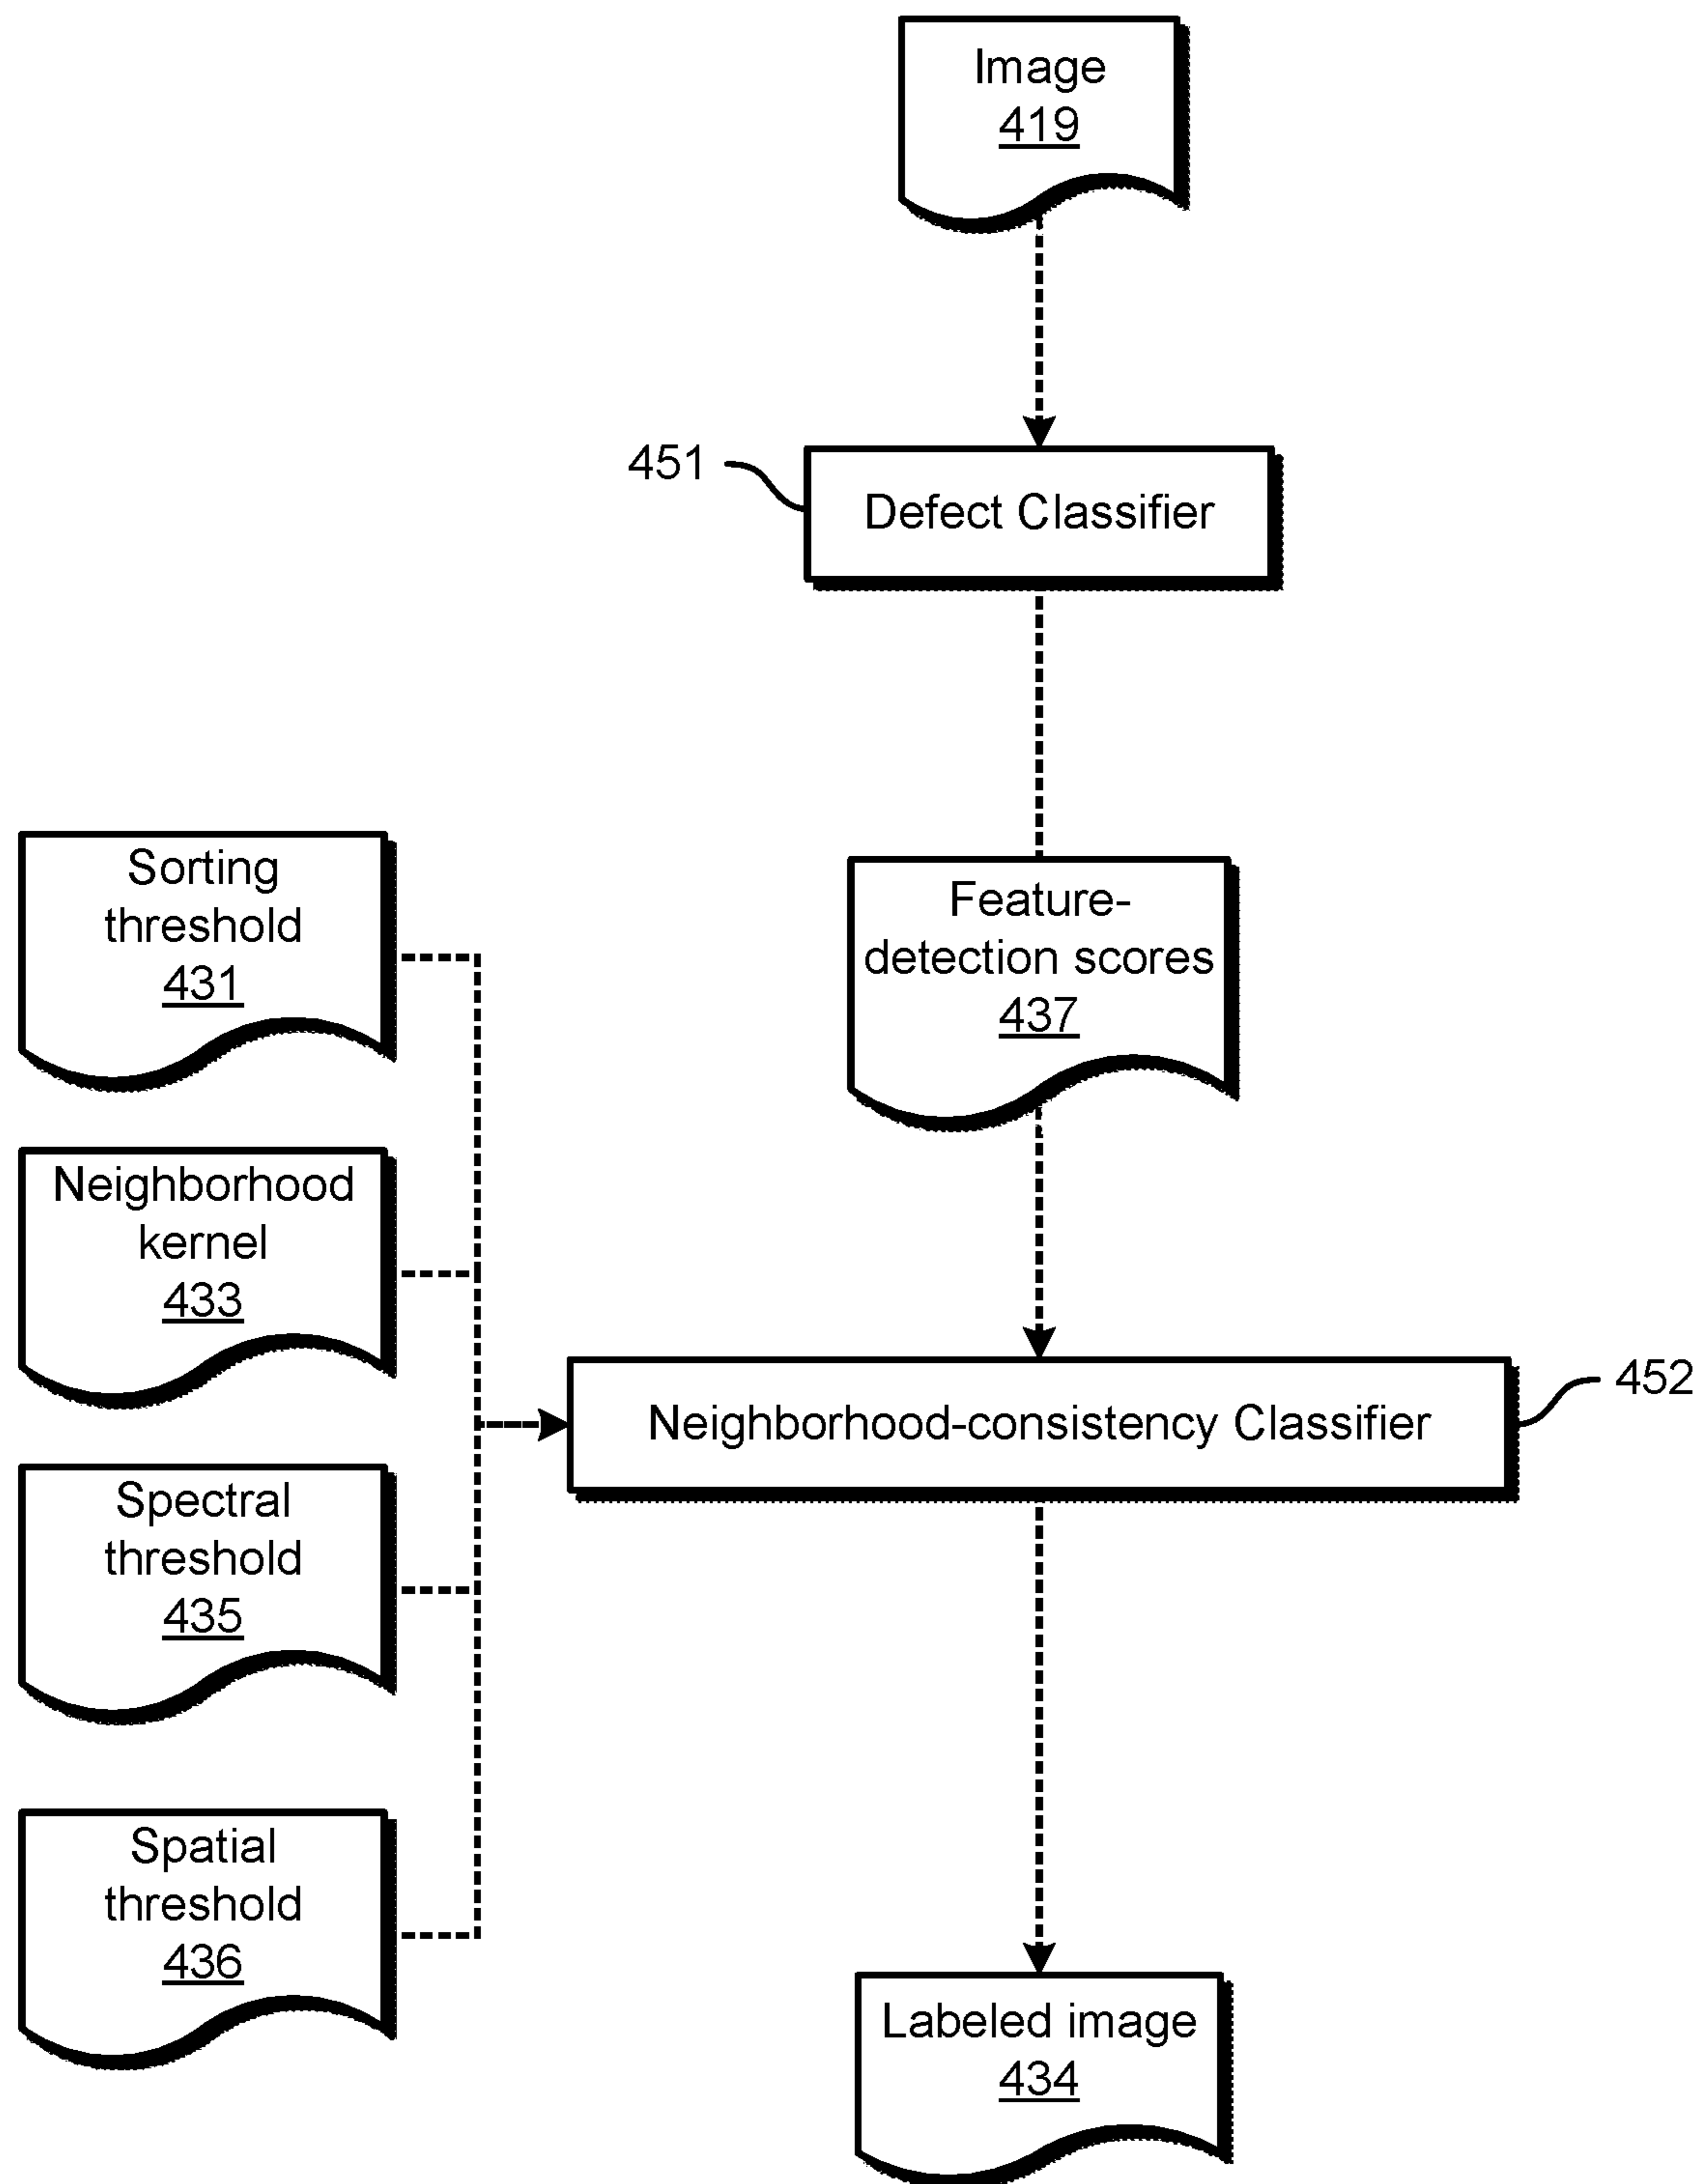 Image
419
451
Defect Classifier
Sorting
threshold
431
Feature-
detection scores
437
Neighborhood
kernel
433
452
Neighborhood-consistency Classifier
Spectral
threshold
435
Spatial
threshold
436
Labeled image
434